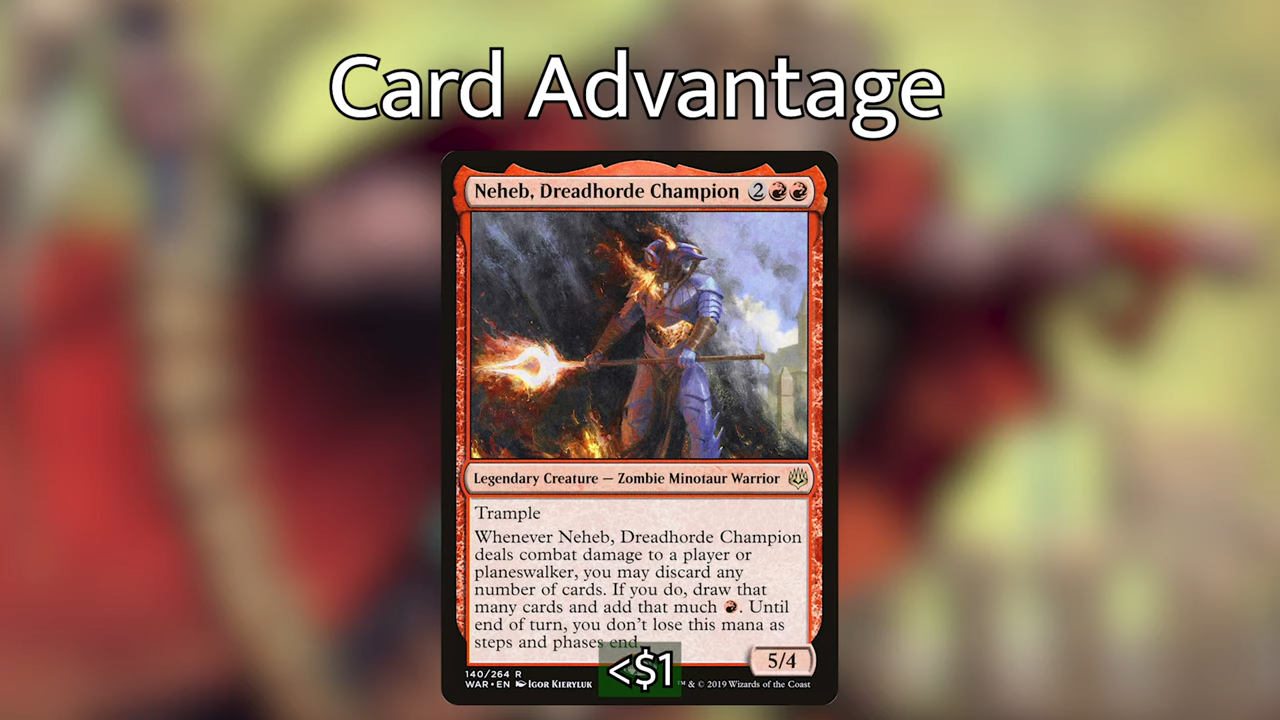 Card Advantage
Neheb, Dreadhorde Champion 2
Legendary Creature — Zombie Minotaur Warrior
Trample
Whenever Neheb, Dreadhorde Champion
deals combat damage to a player or
planeswalker, you may discard any
number of cards. If you do, draw that
many cards and add that much . Until
end of turn, you don't lose this mana as
steps and phases end.
5/4
<$1
140/264 R
WAR • EN Igor Kieryluk ™ & © 2019 Wizards of the Coast